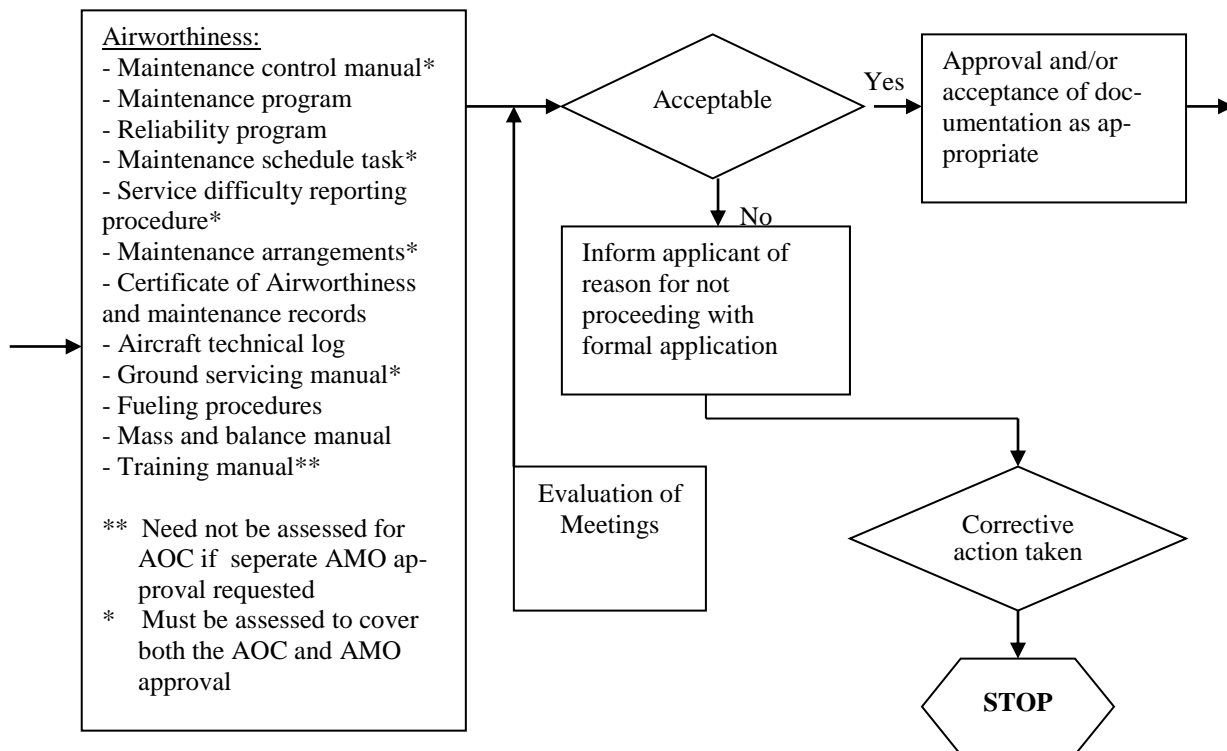 Airworthiness:
- Maintenance control manual*
- Maintenance program
- Reliability program
- Maintenance schedule task*
- Service difficulty reporting
procedure*
- Maintenance arrangements*
- Certificate of Airworthiness
and maintenance records
- Aircraft technical log
- Ground servicing manual*
- Fueling procedures
- Mass and balance manual
- Training manual**
** Need not be assessed for
AOC if seperate AMO ap-
proval requested
* Must be assessed to cover
both the AOC and AMO
approval
Acceptable
Yes
Approval and/or
acceptance of doc-
umentation as ap-
propriate
No
Inform applicant of
reason for not
proceeding with
formal application
Evaluation of
Meetings
Corrective
action taken
STOP